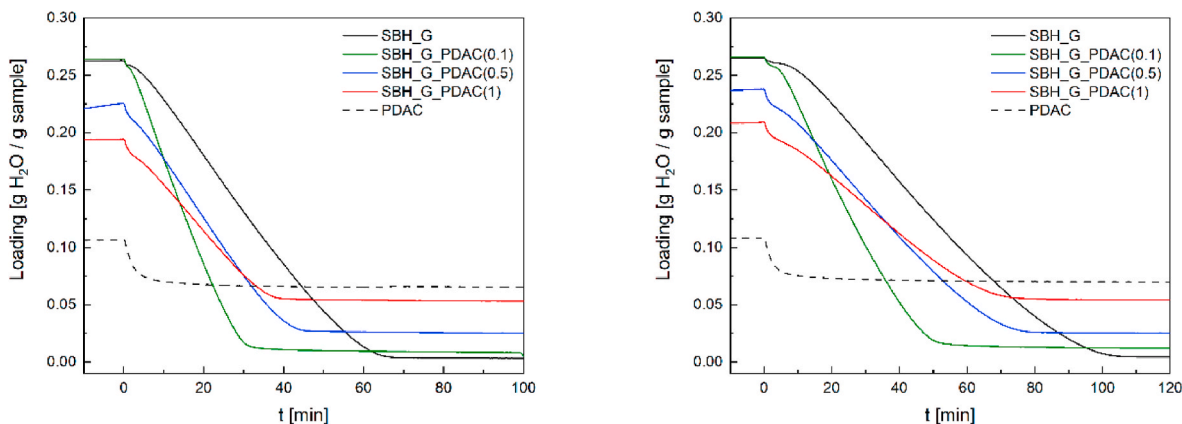 0.30
0.25
0.20
0.15
0.10
0.05
0.00
Loading [g H₂O / g sample]
SBH_G
SBH_G_PDAC(0.1)
SBH_G_PDAC(0.5)
SBH_G_PDAC(1)
PDAC
0 20 40 60 80 100
t [min]
0.30
0.25
0.20
0.15
0.10
0.05
0.00
Loading [g H₂O / g sample]
SBH_G
SBH_G_PDAC(0.1)
SBH_G_PDAC(0.5)
SBH_G_PDAC(1)
PDAC
0 20 40 60 80 100 120
t [min]